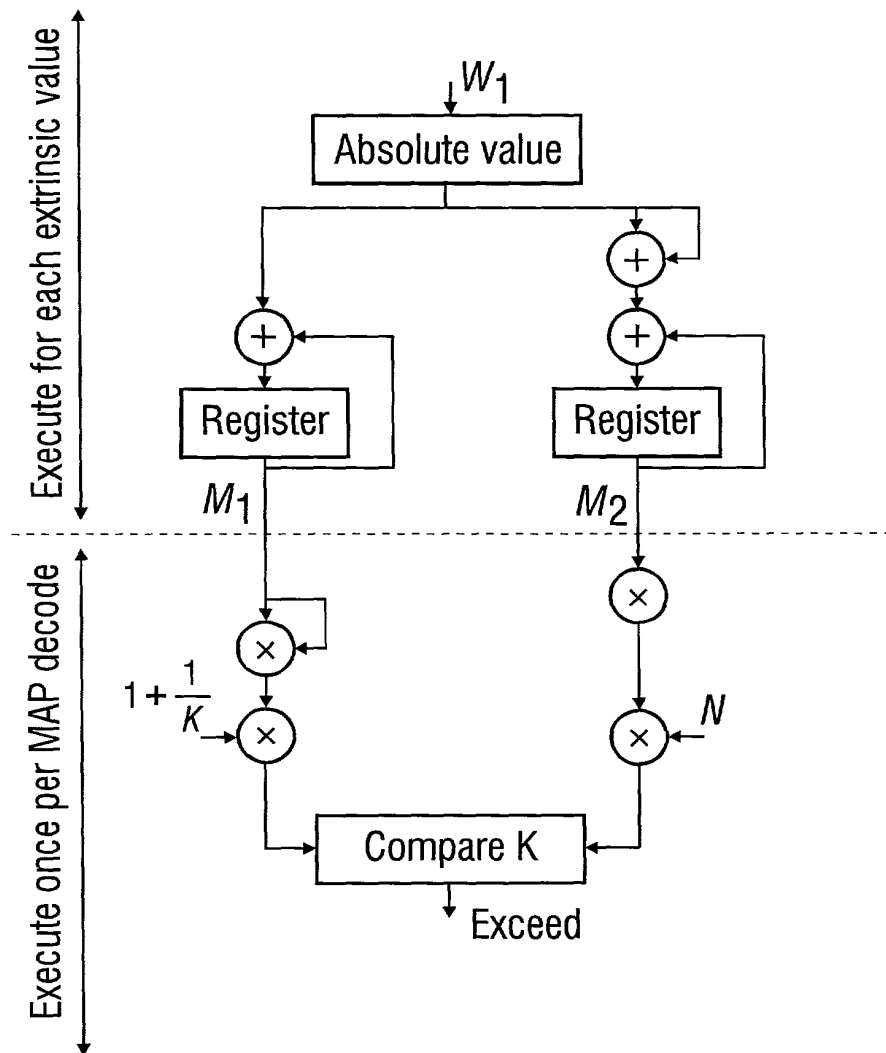 Execute for each extrinsic value
W1
Absolute value
+
+
+
Register
Register
M1
M2
Execute once per MAP decode
×
×
1 + 1/K
×
×
N
Compare K
Exceed